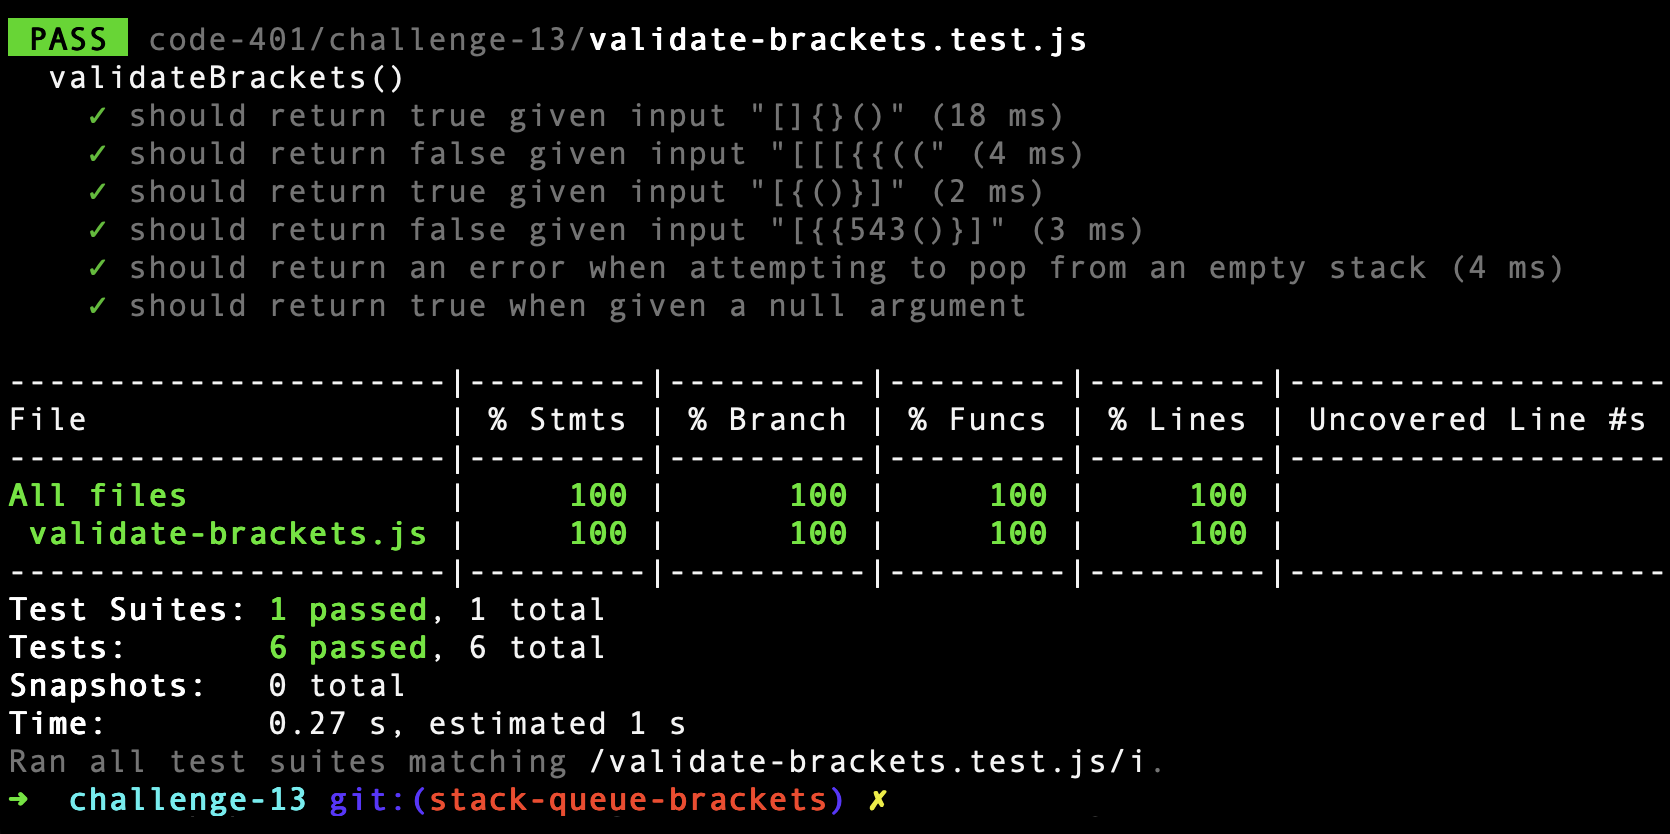 PASS code-401/challenge-13/validate-brackets.test.js
validateBrackets()
✓ should return true given input "[]{}()" (18 ms)
✓ should return false given input "[[[{{((" (4 ms)
✓ should return true given input "[{()}]" (2 ms)
✓ should return false given input "[{{543()}]" (3 ms)
✓ should return an error when attempting to pop from an empty stack (4 ms)
✓ should return true when given a null argument
----------------------|---------|----------|---------|---------|-------------------
File                  | % Stmts | % Branch | % Funcs | % Lines | Uncovered Line #s
----------------------|---------|----------|---------|---------|-------------------
All files             |     100 |      100 |     100 |     100 |
 validate-brackets.js |     100 |      100 |     100 |     100 |
----------------------|---------|----------|---------|---------|-------------------
Test Suites: 1 passed, 1 total
Tests:       6 passed, 6 total
Snapshots:   0 total
Time:        0.27 s, estimated 1 s
Ran all test suites matching /validate-brackets.test.js/i.
➜  challenge-13 git:(stack-queue-brackets) ✗